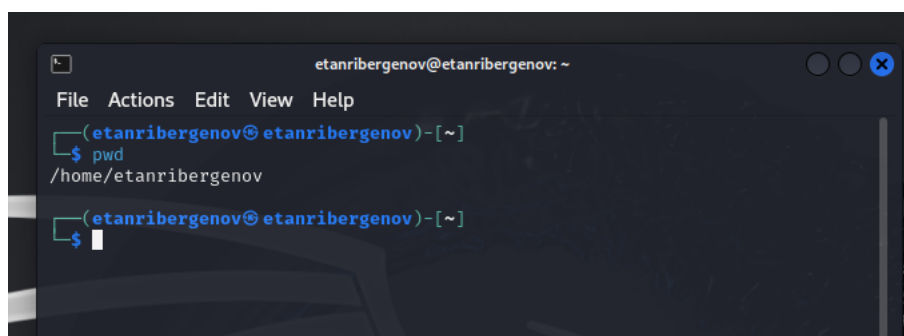 etanribergenov@etanribergenov: ~
File Actions Edit View Help
┌──(etanribergenov㉿etanribergenov)-[~]
└─$ pwd
/home/etanribergenov
┌──(etanribergenov㉿etanribergenov)-[~]
└─$